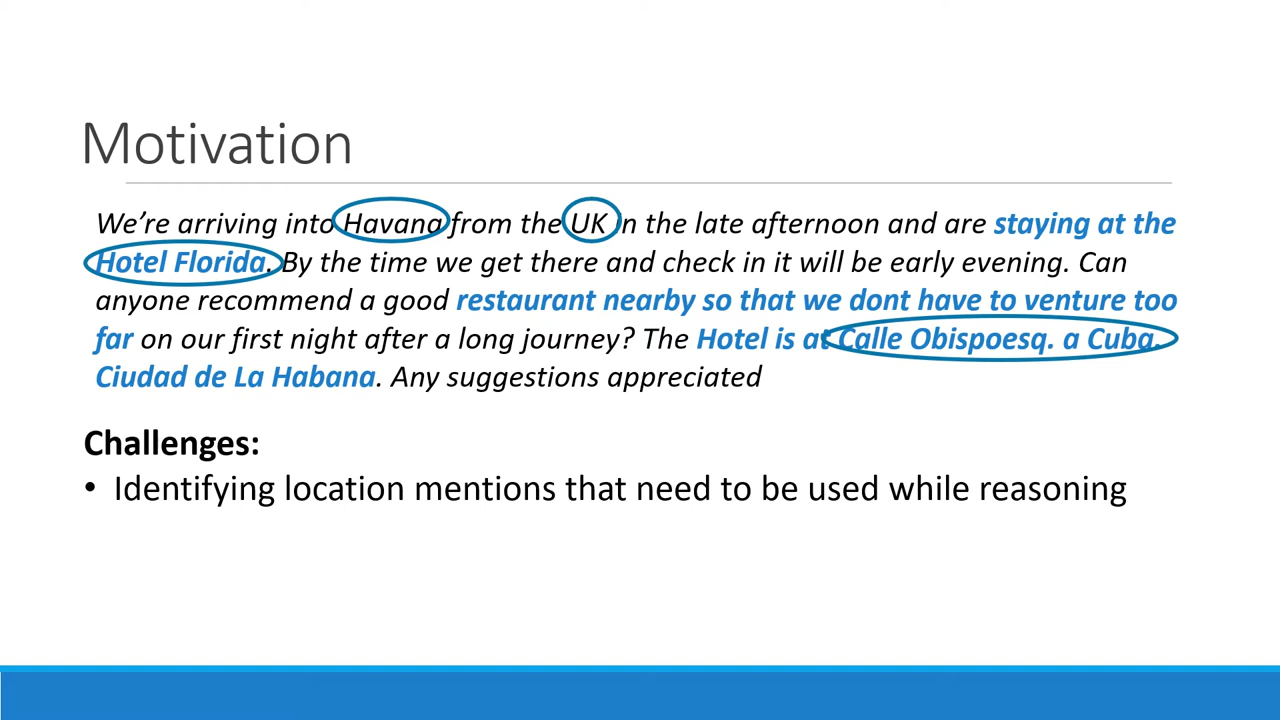 Motivation
We’re arriving into Havana from the UK in the late afternoon and are staying at the
Hotel Florida. By the time we get there and check in it will be early evening. Can
anyone recommend a good restaurant nearby so that we dont have to venture too
far on our first night after a long journey? The Hotel is at Calle Obispoesq. a Cuba.
Ciudad de La Habana. Any suggestions appreciated
Challenges:
• Identifying location mentions that need to be used while reasoning